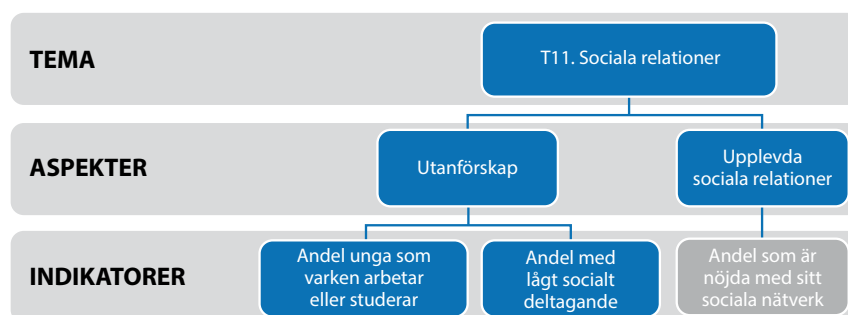 TEMA
T11. Sociala relationer
ASPEKTER
Utanförskap
Upplevda
sociala relationer
INDIKATORER
Andel unga som
varken arbetar
eller studerar
Andel med
lågt socialt
deltagande
Andel som är
nöjda med sitt
sociala nätverk